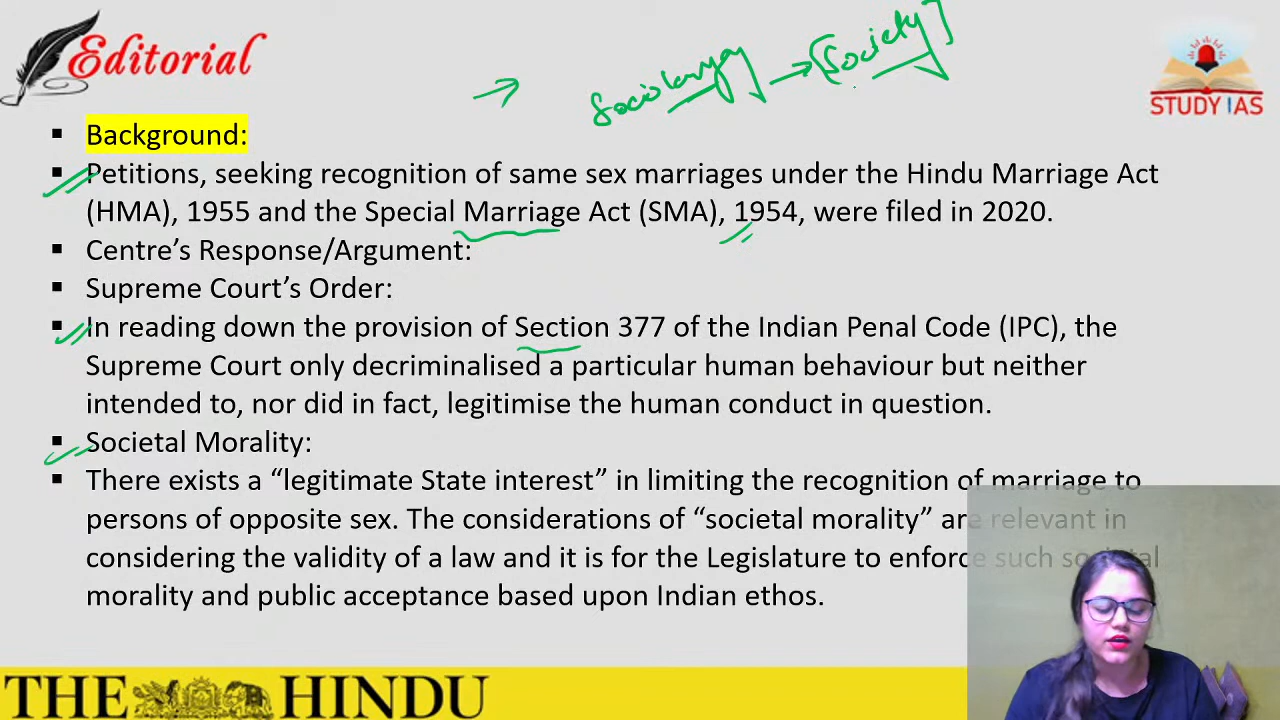 Editorial
Sociology → [Society]
STUDY IAS
▪ Background:
▪ Petitions, seeking recognition of same sex marriages under the Hindu Marriage Act
(HMA), 1955 and the Special Marriage Act (SMA), 1954, were filed in 2020.
▪ Centre’s Response/Argument:
▪ Supreme Court’s Order:
▪ In reading down the provision of Section 377 of the Indian Penal Code (IPC), the
Supreme Court only decriminalised a particular human behaviour but neither
intended to, nor did in fact, legitimise the human conduct in question.
▪ Societal Morality:
▪ There exists a “legitimate State interest” in limiting the recognition of marriage to
persons of opposite sex. The considerations of “societal morality” are relevant in
considering the validity of a law and it is for the Legislature to enforce such societal
morality and public acceptance based upon Indian ethos.
THE HINDU